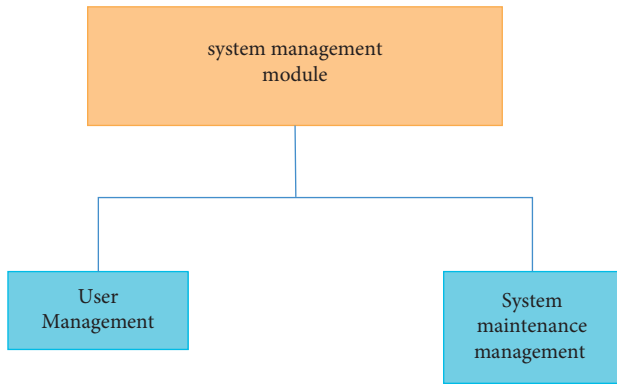 system management
module
User
Management
System
maintenance
management